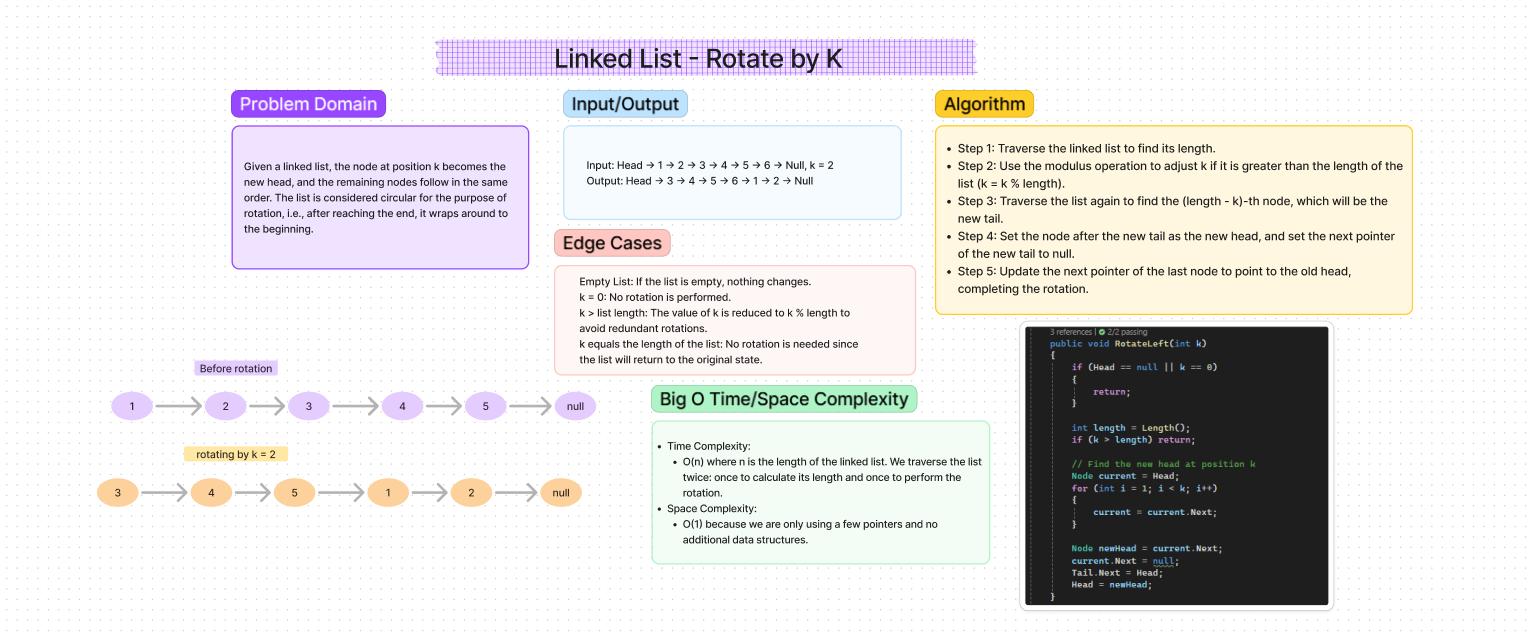 Linked List - Rotate by K
Problem Domain
Given a linked list, the node at position k becomes the
new head, and the remaining nodes follow in the same
order. The list is considered circular for the purpose of
rotation, i.e., after reaching the end, it wraps around to
the beginning.
Input/Output
Input: Head → 1 → 2 → 3 → 4 → 5 → 6 → Null, k = 2
Output: Head → 3 → 4 → 5 → 6 → 1 → 2 → Null
Edge Cases
Empty List: If the list is empty, nothing changes.
k = 0: No rotation is performed.
k > list length: The value of k is reduced to k % length to
avoid redundant rotations.
k equals the length of the list: No rotation is needed since
the list will return to the original state.
Algorithm
• Step 1: Traverse the linked list to find its length.
• Step 2: Use the modulus operation to adjust k if it is greater than the length of the
list (k = k % length).
• Step 3: Traverse the list again to find the (length - k)-th node, which will be the
new tail.
• Step 4: Set the node after the new tail as the new head, and set the next pointer
of the new tail to null.
• Step 5: Update the next pointer of the last node to point to the old head,
completing the rotation.
Before rotation
1 2 3 4 5 null
rotating by k = 2
3 4 5 1 2 null
Big O Time/Space Complexity
• Time Complexity:
• O(n) where n is the length of the linked list. We traverse the list
twice: once to calculate its length and once to perform the
rotation.
• Space Complexity:
• O(1) because we are only using a few pointers and no
additional data structures.
3 references | 2/2 passing
public void RotateLeft(int k)
{
if (Head == null || k == 0)
{
return;
}
int length = Length();
if (k > length) return;
// Find the new head at position k
Node current = Head;
for (int i = 1; i < k; i++)
{
current = current.Next;
}
Node newHead = current.Next;
current.Next = null;
Tail.Next = Head;
Head = newHead;
}